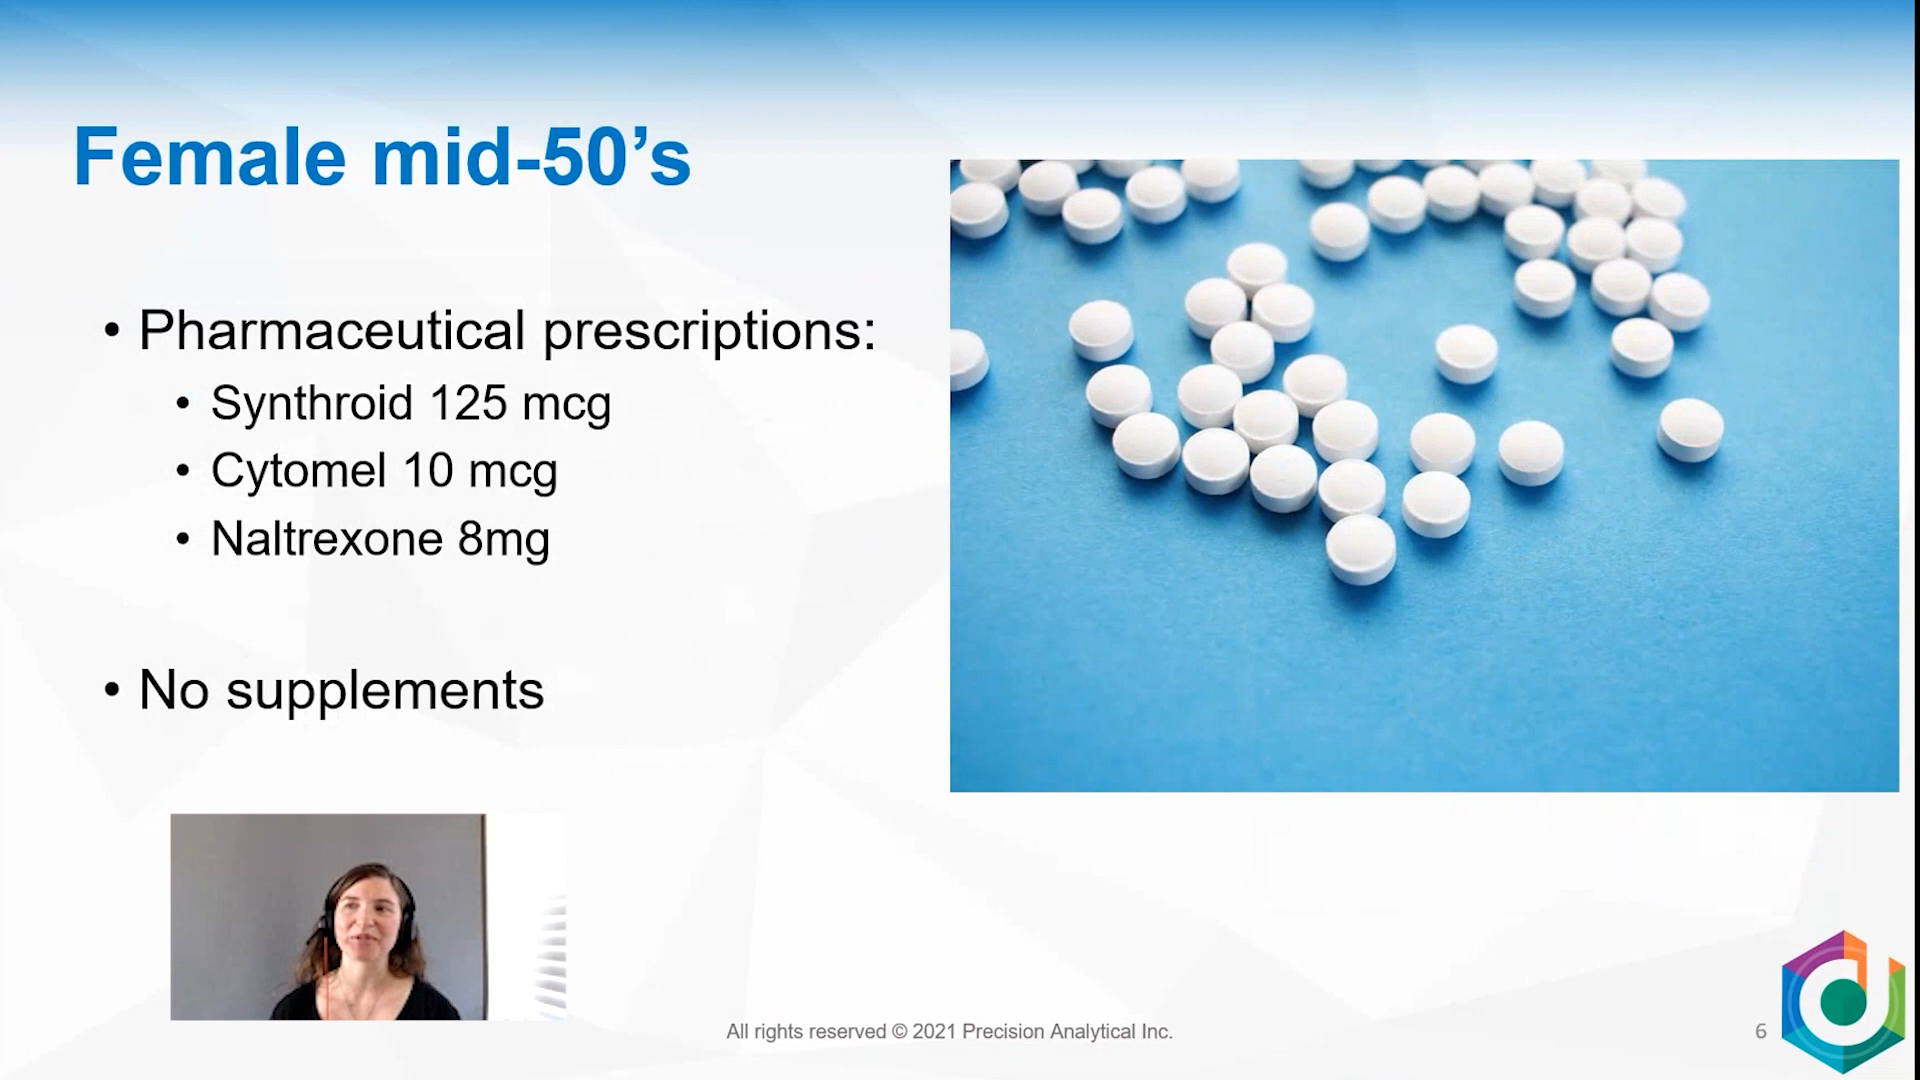 Female mid-50’s
• Pharmaceutical prescriptions:
• Synthroid 125 mcg
• Cytomel 10 mcg
• Naltrexone 8mg
• No supplements
All rights reserved © 2021 Precision Analytical Inc.
6